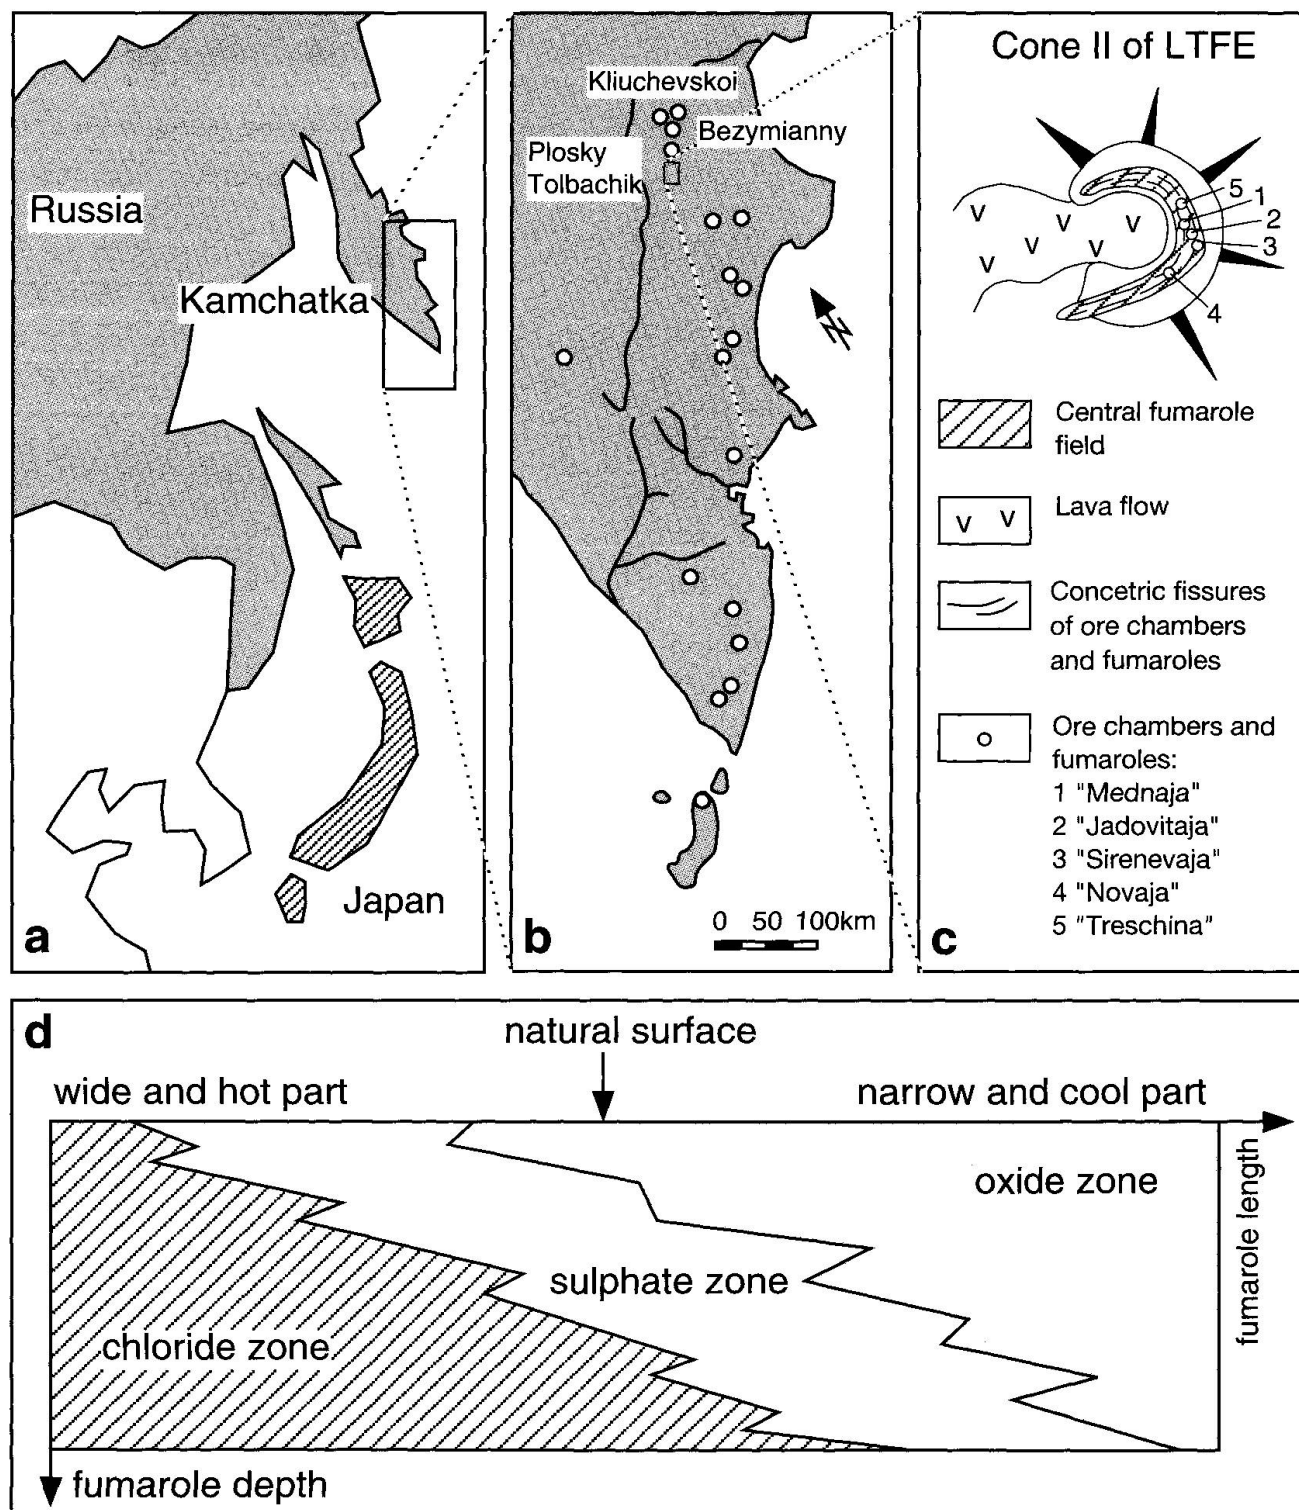 Russia
Kamchatka
Japan
a
Kliuchevskoi
Bezymianny
Płosky
Tolbachik
N
0 50 100km
b
Cone II of LTFE
5
1
2
3
4
V V V V V
Central fumarole
field
V V
Lava flow
Concetric fissures
of ore chambers
and fumaroles
Ore chambers and
fumaroles:
1 "Mednaja"
2 "Jadovitaja"
3 "Sirenevaja"
4 "Novaja"
5 "Treschina"
c
d
natural surface
wide and hot part
narrow and cool part
oxide zone
sulphate zone
chloride zone
fumarole length
fumarole depth